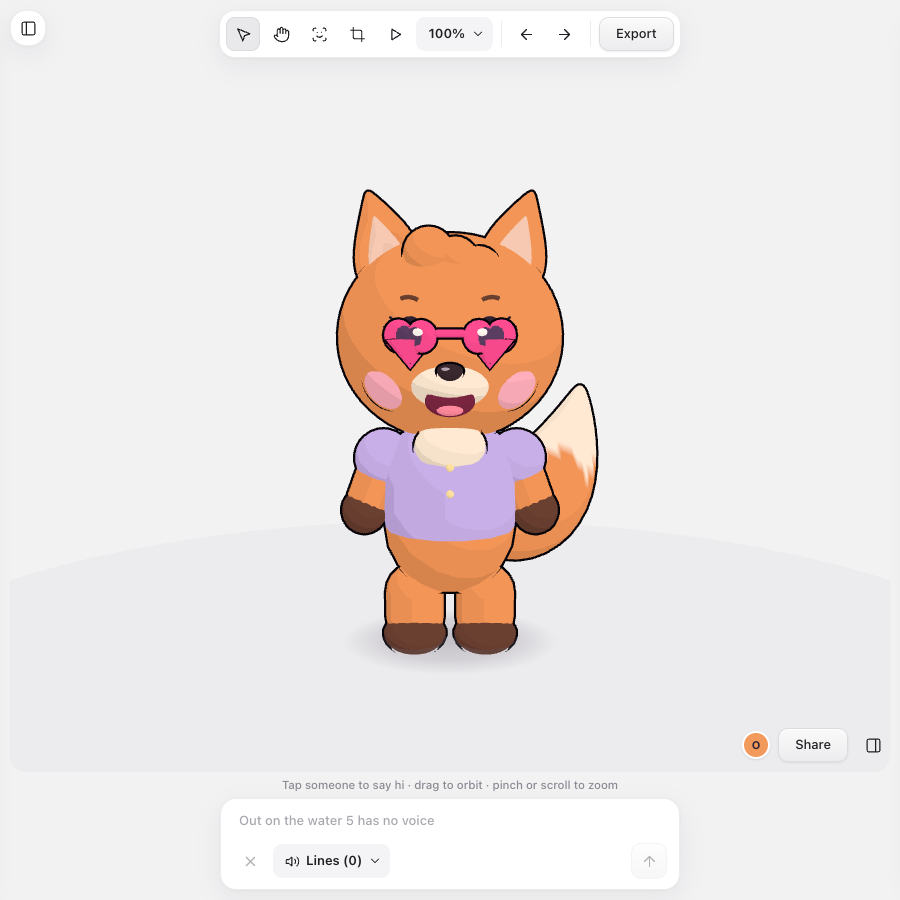 100%
Export
O
Share
Tap someone to say hi · drag to orbit · pinch or scroll to zoom
Out on the water 5 has no voice
Lines (0)